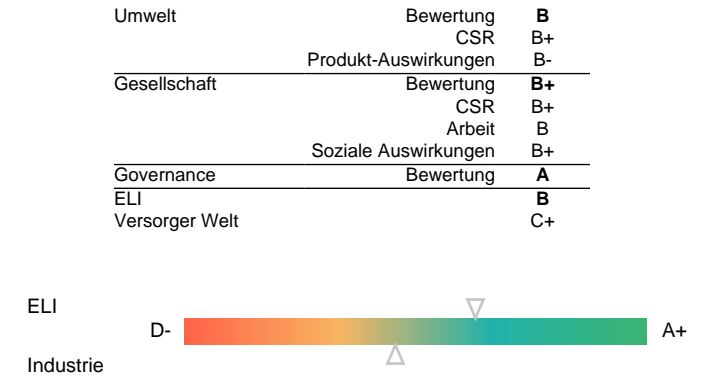 Umwelt Bewertung B
CSR B+
Produkt-Auswirkungen B-
Gesellschaft Bewertung B+
CSR B+
Arbeit B
Soziale Auswirkungen B+
Governance Bewertung A
ELI B
Versorger Welt C+
ELI
D- A+
Industrie